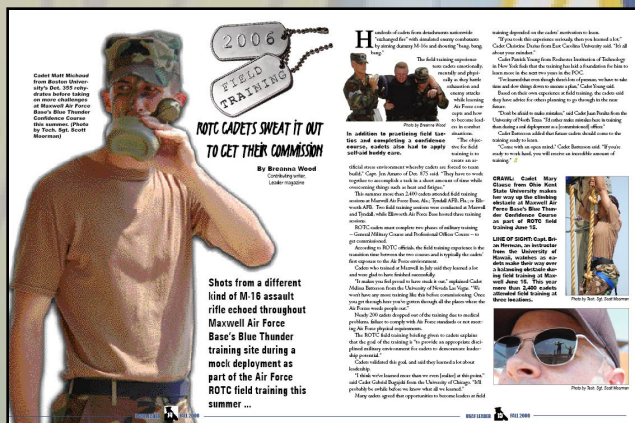 Cadet Matt Michaud
from Boston Univer-
sity's Det. 355 rehy-
drates before taking
on more challenges
at Maxwell Air Force
Base's Blue Thunder
Confidence Course
this summer. (Photo
by Tech. Sgt. Scott
Moorman)
2006
FIELD
TRAINING
ROTC CADETS SWEAT IT OUT
TO GET THEIR COMMISSION
By Breanna Wood
Contributing writer,
Leader magazine
Shots from a different
kind of M-16 assault
rifle echoed throughout
Maxwell Air Force
Base's Blue Thunder
training site during a
mock deployment as
part of the Air Force
ROTC field training this
summer ...
Hundreds of cadets from detachments nationwide
"exchanged fire" with simulated enemy combatants
by aiming dummy M-16s and shouting "bang, bang,
bang."
The field training experience
tests cadets emotionally,
mentally and physic-
ally as they battle
exhaustion and
enemy attacks
while learning
Air Force con-
cepts and how
to become lead-
ers in combat
situations.
"The objec-
tive for field
training is to
create an ar-
Photo by Breanna Wood
In addition to practicing field tac-
tics and completing a confidence
course, cadets also had to apply
self-aid buddy care.
tificial stress environment whereby cadets are forced to team
build," Capt. Jen Amato of Det. 875 said. "They have to work
together to accomplish a task in a short amount of time while
overcoming things such as heat and fatigue."
This summer more than 2,400 cadets attended field training
sessions at Maxwell Air Force Base, Ala.; Tyndall AFB, Fla.; or Ells-
worth AFB. Two field training sessions were conducted at Maxwell
and Tyndall, while Ellsworth Air Force Base hosted three training
sessions.
ROTC cadets must complete two phases of military training
— General Military Course and Professional Officer Course — to
get commissioned.
According to ROTC officials, the field training experience is the
transition time between the two courses and is typically the cadets'
first exposure to the Air Force environment.
Cadets who trained at Maxwell in July said they learned a lot
and were glad to have finished successfully.
"It makes you feel proud to have stuck it out," explained Cadet
Melissa Butterson from the University of Nevada Las Vegas. "We
won't have any more training like this before commissioning. Once
you get through here you've gotten through all the places where the
Air Force weeds people out."
Nearly 200 cadets dropped out of the training due to medical
problems, failure to comply with Air Force standards or not meet-
ing Air Force physical requirements.
The ROTC field training briefing given to cadets explains
that the goal of the training is "to provide an appropriate disci-
plined military environment for cadets to demonstrate leader-
ship potential."
Cadets validated this goal, and said they learned a lot about
leadership.
"I think we've learned more than we even [realize] at this point,"
said Cadet Gabriel Bugajski from the University of Chicago. "It'll
probably be awhile before we know what all we learned."
Many cadets agreed that opportunities to become leaders at field
training depended on the cadets' motivation to learn.
"If you took this experience seriously, then you learned a lot,"
Cadet Christine Durias from East Carolina University said. "It's all
about your mindset."
Cadet Patrick Young from Rochester Institution of Technology
in New York feels that the training has laid a foundation for him to
learn more in the next two years in the POC.
"I've learned that even though there's lots of pressure, we have to take
time and slow things down to ensure a plan," Cadet Young said.
Based on their own experience at field training, the cadets said
they have advice for others planning to go through in the near
future.
"Don't be afraid to make mistakes," said Cadet Juan Pereira from the
University of North Texas. "I'd rather make mistakes here in training
than during a real deployment as a [commissioned] officer."
Cadet Butterson added that future cadets should come to the
training ready to learn.
"Come with an open mind," Cadet Butterson said. "If you're
ready to work hard, you will receive an incredible amount of
training."
CRAWL: Cadet Mary
Clause from Ohio Kent
State University makes
her way up the climbing
obstacle at Maxwell Air
Force Base's Blue Thun-
der Confidence Course
as part of ROTC field
training June 15.
LINE OF SIGHT: Capt. Bri-
an Herman, an instructor
from the University of
Hawaii, watches as ca-
dets make their way over
a balancing obstacle dur-
ing field training at Max-
well June 15. This year
more than 2,400 cadets
attended field training at
three locations.
Photo by Tech. Sgt. Scott Moorman
Photo by Tech. Sgt. Scott Moorman
FALL 2006
FALL 2006